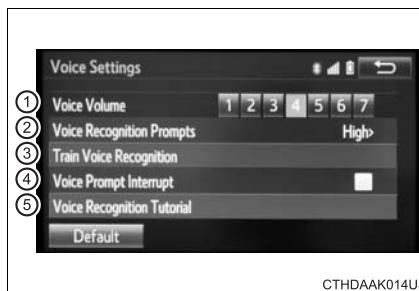 Voice Settings
① Voice Volume 1 2 3 4 5 6 7
② Voice Recognition Prompts High>
③ Train Voice Recognition
④ Voice Prompt Interrupt
⑤ Voice Recognition Tutorial
Default
CTHDAAK014U